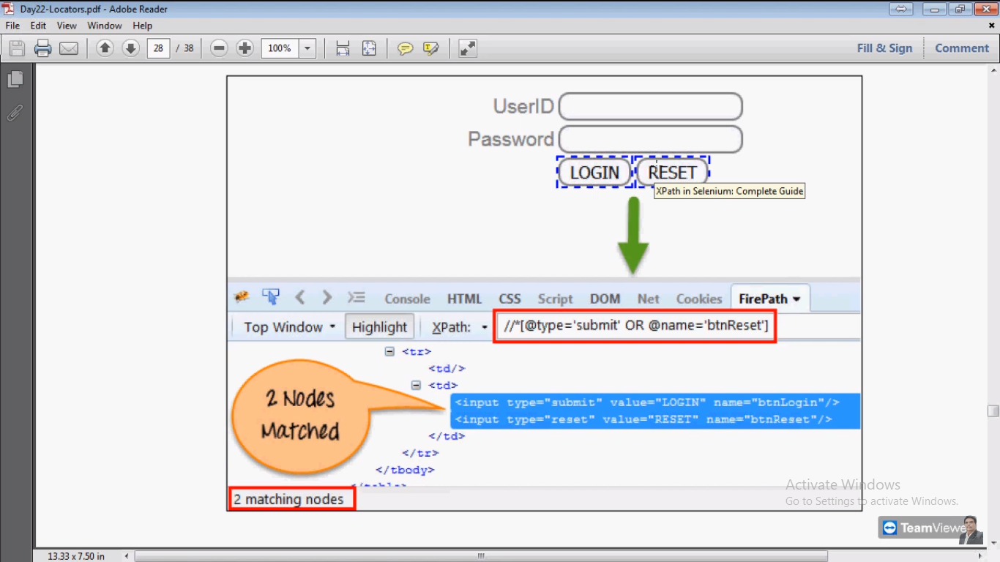 Day22-Locators.pdf - Adobe Reader
File Edit View Window Help
28 / 38 100% Fill & Sign Comment
UserID
Password
LOGIN RESET
XPath in Selenium: Complete Guide
Console HTML CSS Script DOM Net Cookies FirePath
Top Window Highlight XPath: //*[@type='submit' OR @name='btnReset']
<tr>
<td/>
<td>
2 Nodes
Matched
<input type="submit" value="LOGIN" name="btnLogin"/>
<input type="reset" value="RESET" name="btnReset"/>
</td>
</tr>
</tbody>
</table>
2 matching nodes
Activate Windows
Go to Settings to activate Windows.
TeamViewe
13.33 x 7.50 in